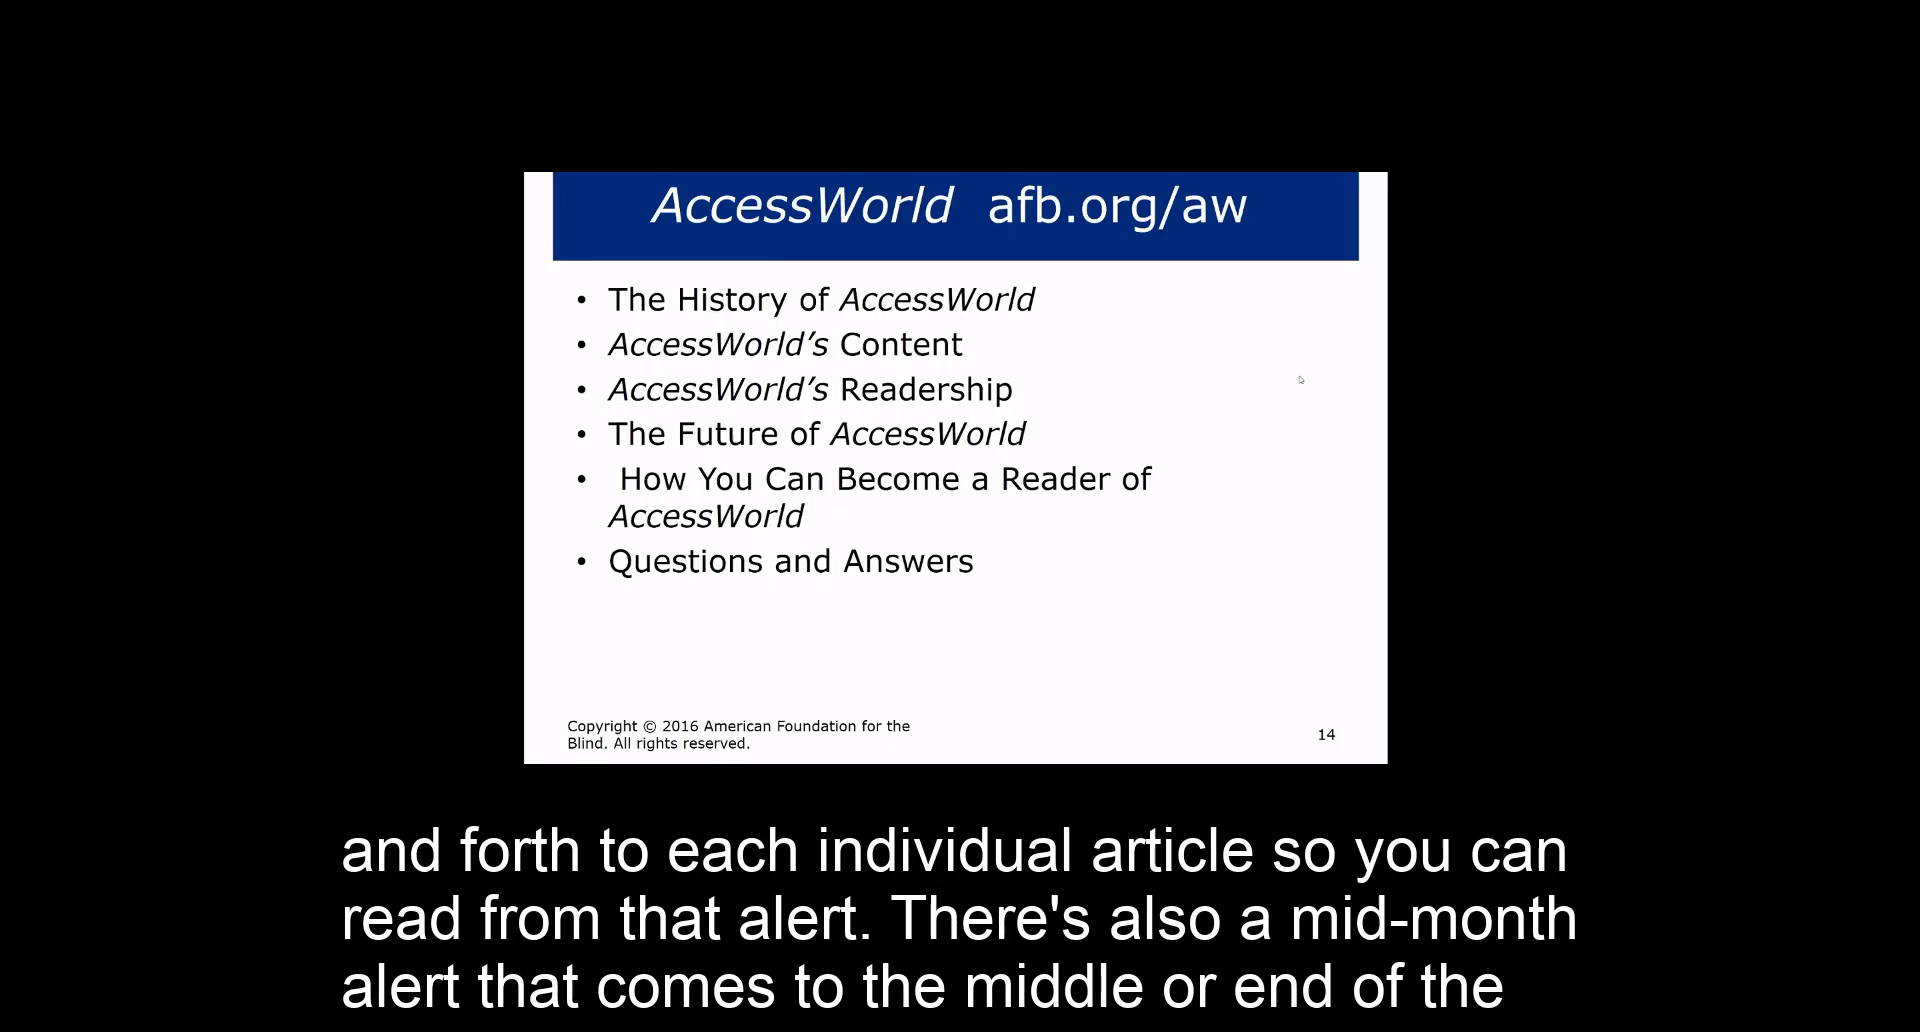 AccessWorld afb.org/aw
• The History of AccessWorld
• AccessWorld’s Content
• AccessWorld’s Readership
• The Future of AccessWorld
• How You Can Become a Reader of
AccessWorld
• Questions and Answers
Copyright © 2016 American Foundation for the
Blind. All rights reserved.
14
and forth to each individual article so you can
read from that alert. There's also a mid-month
alert that comes to the middle or end of the